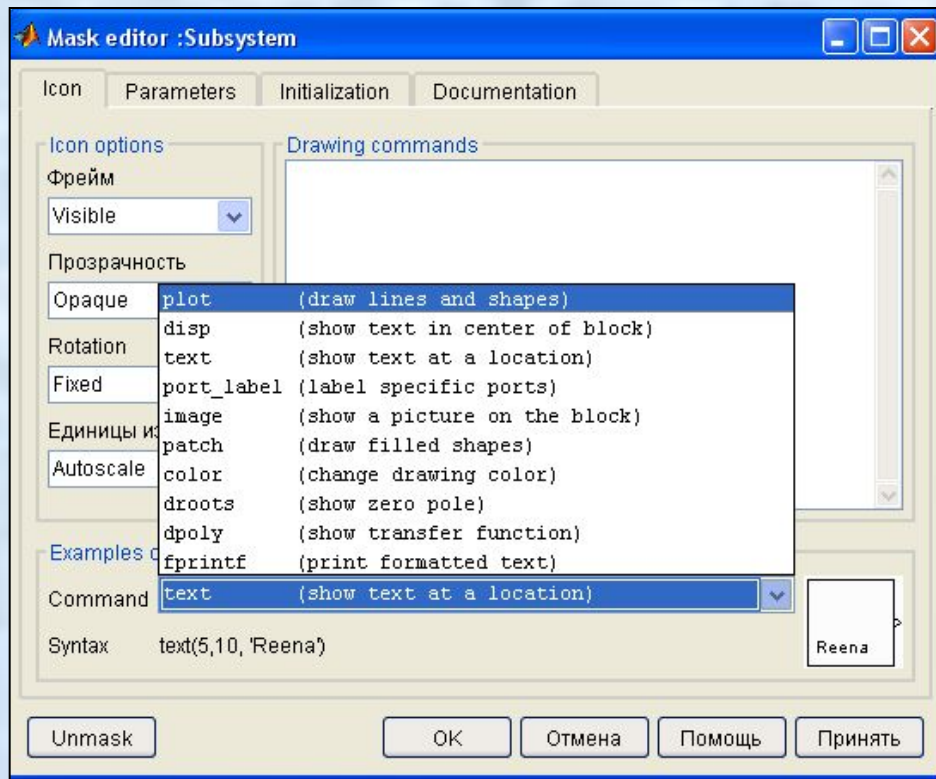 Mask editor :Subsystem
Icon
Parameters
Initialization
Documentation
Icon options
Drawing commands
Фрейм
Visible
Прозрачность
Opaque
Rotation
Fixed
Единицы
Autoscale
plot (draw lines and shapes)
disp (show text in center of block)
text (show text at a location)
port_label (label specific ports)
image (show a picture on the block)
patch (draw filled shapes)
color (change drawing color)
droots (show zero pole)
dpoly (show transfer function)
fprintf (print formatted text)
Examples
Command text (show text at a location)
Syntax text(5,10, 'Reena')
Reena
Unmask
OK
Отмена
Помощь
Принять